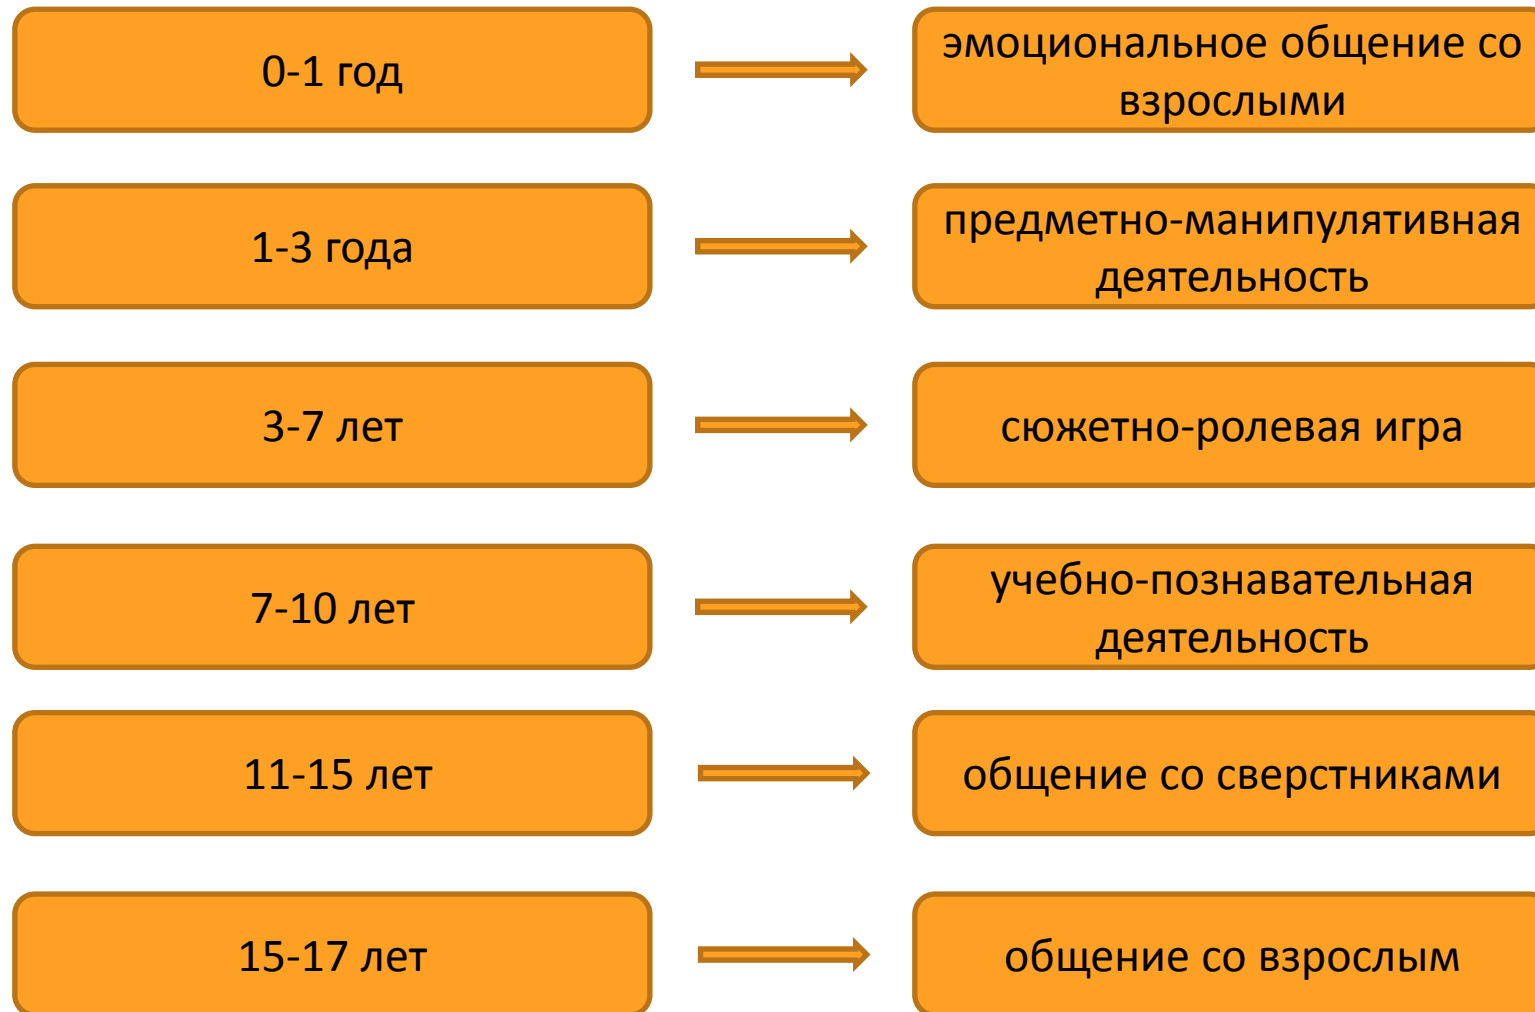 0-1 год
эмоциональное общение со
взрослыми
1-3 года
предметно-манипулятивная
деятельность
3-7 лет
сюжетно-ролевая игра
7-10 лет
учебно-познавательная
деятельность
11-15 лет
общение со сверстниками
15-17 лет
общение со взрослым